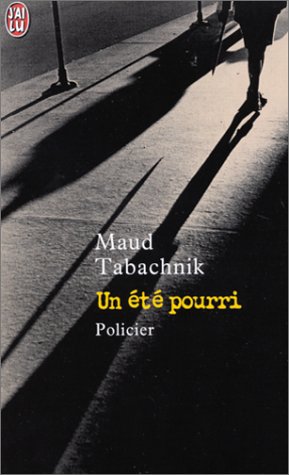 J'AI
LU
Maud
Tabachnik
Un été pourri
Policier